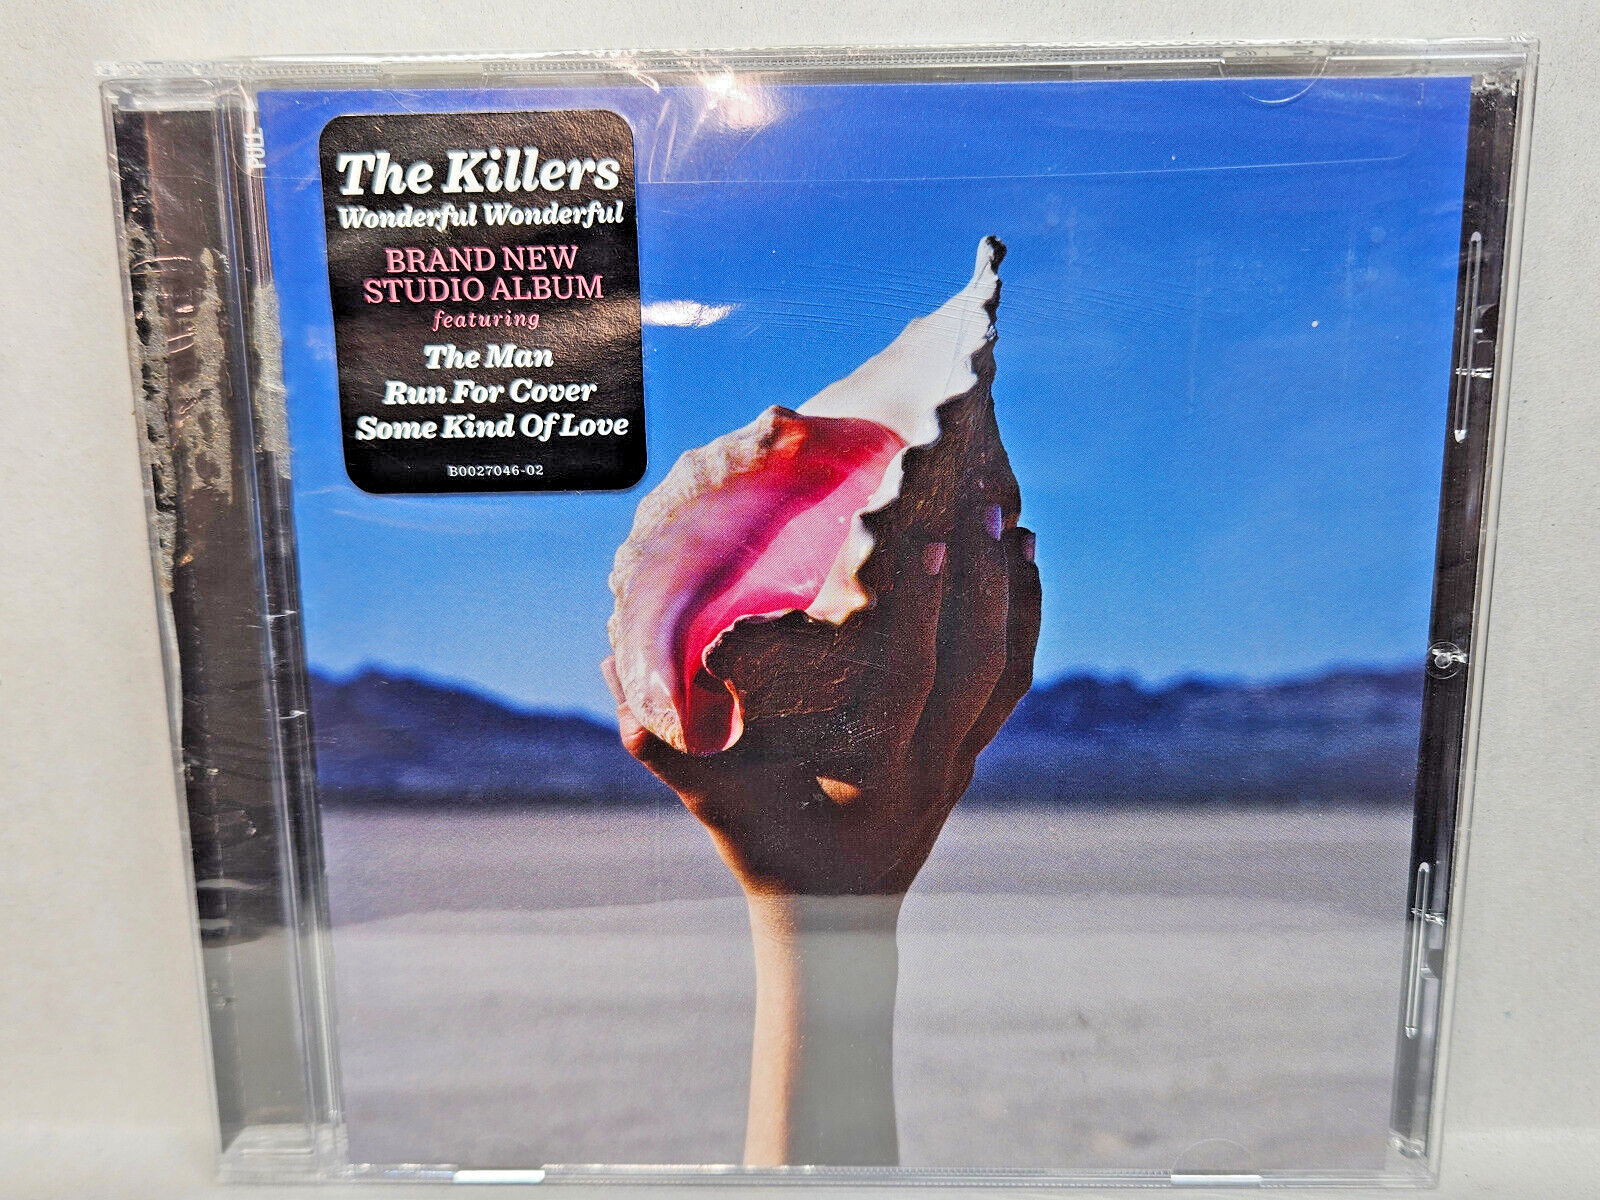 The Killers
Wonderful Wonderful
BRAND NEW
STUDIO ALBUM
featuring
The Man
Run For Cover
Some Kind Of Love
B0027046-02
PULL